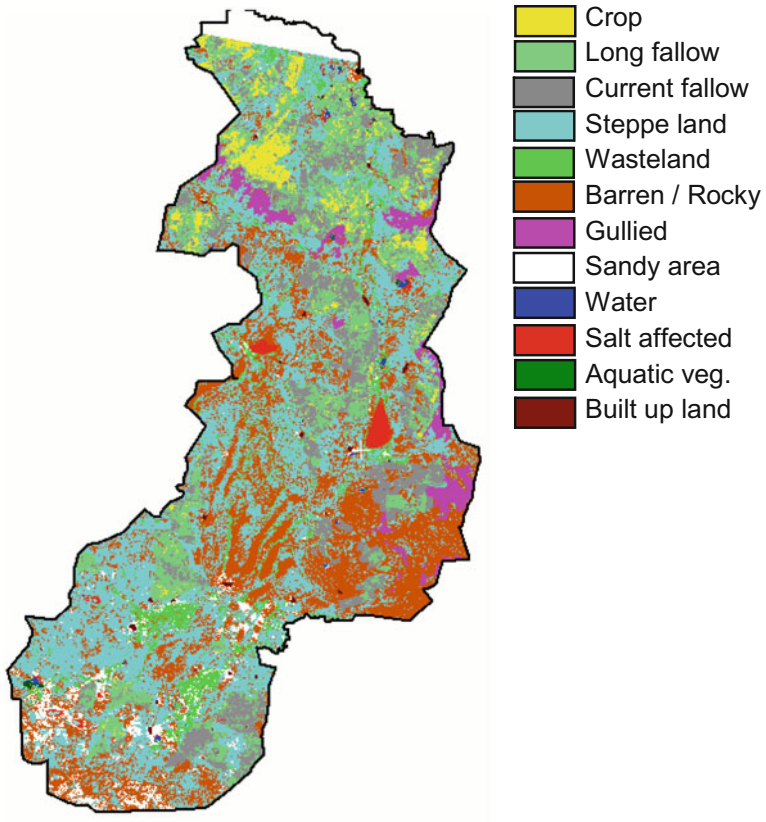 Crop
Long fallow
Current fallow
Steppe land
Wasteland
Barren / Rocky
Gullied
Sandy area
Water
Salt affected
Aquatic veg.
Built up land